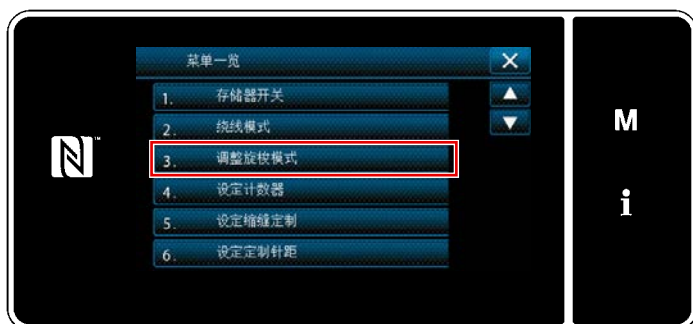 菜单一览
1. 存储器开关
2. 绕线模式
3. 调整旋梭模式
4. 设定计数器
5. 设定缩缝定制
6. 设定定制针距
M
i